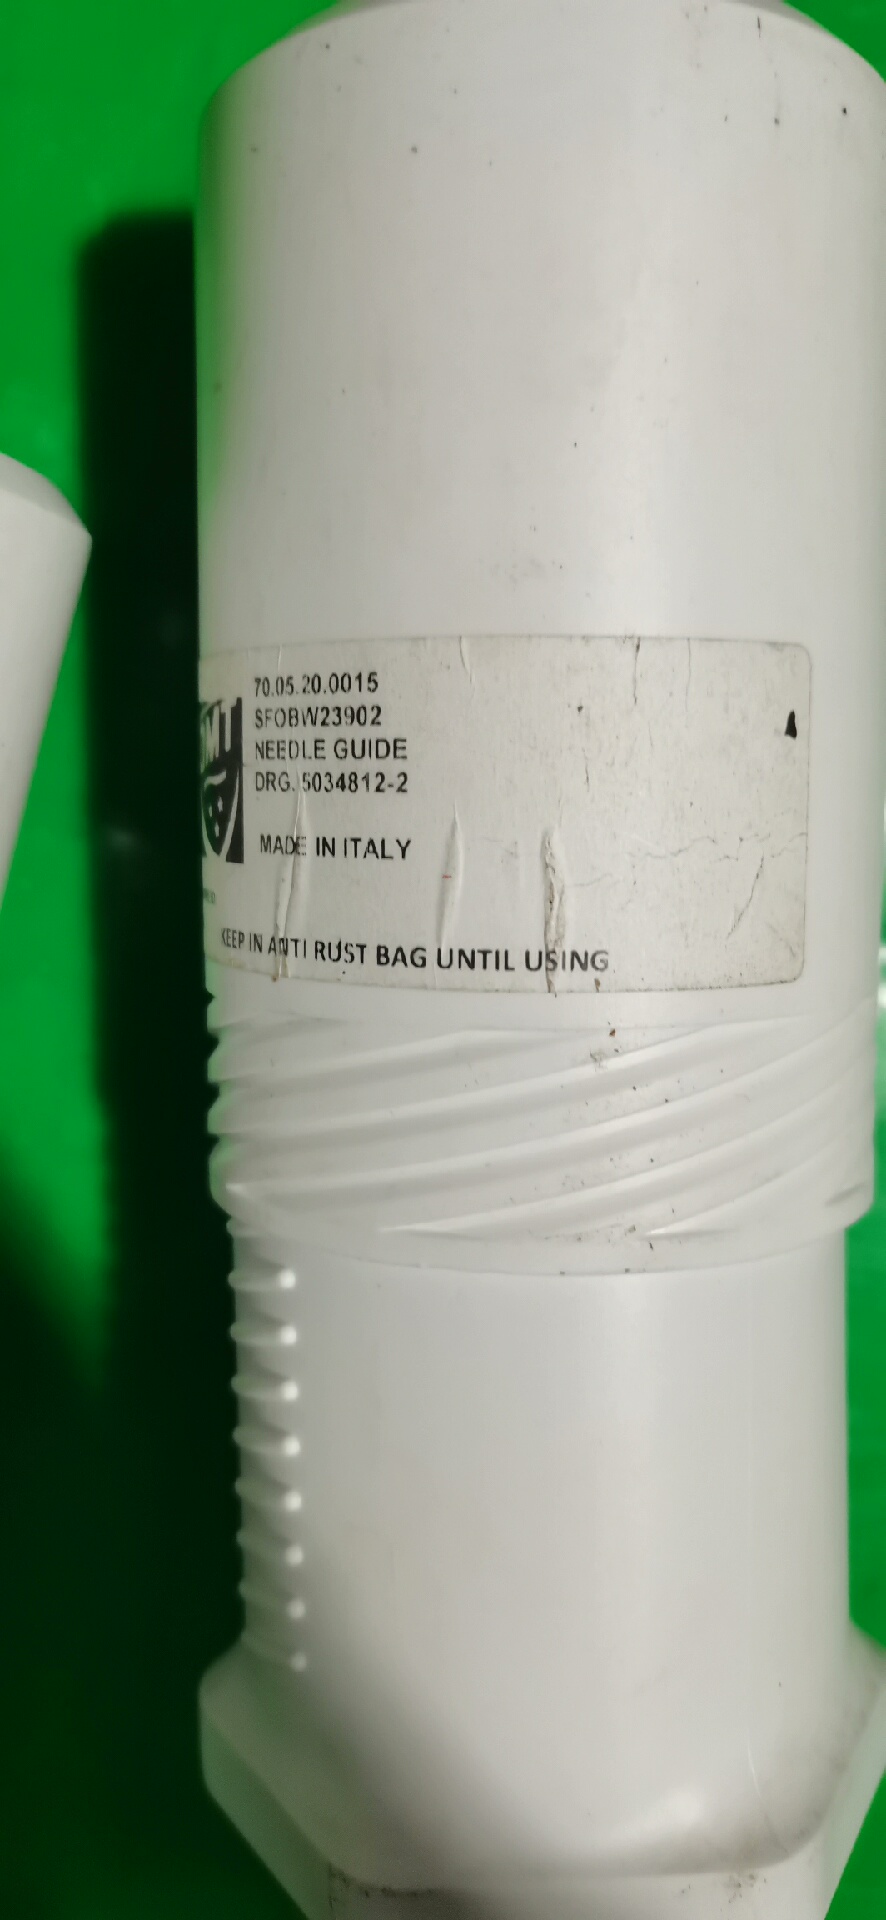 70.05.20.0015
SFOBW23902
NEEDLE GUIDE
DRG. 5034812-2
MADE IN ITALY
KEEP IN ANTI RUST BAG UNTIL USING